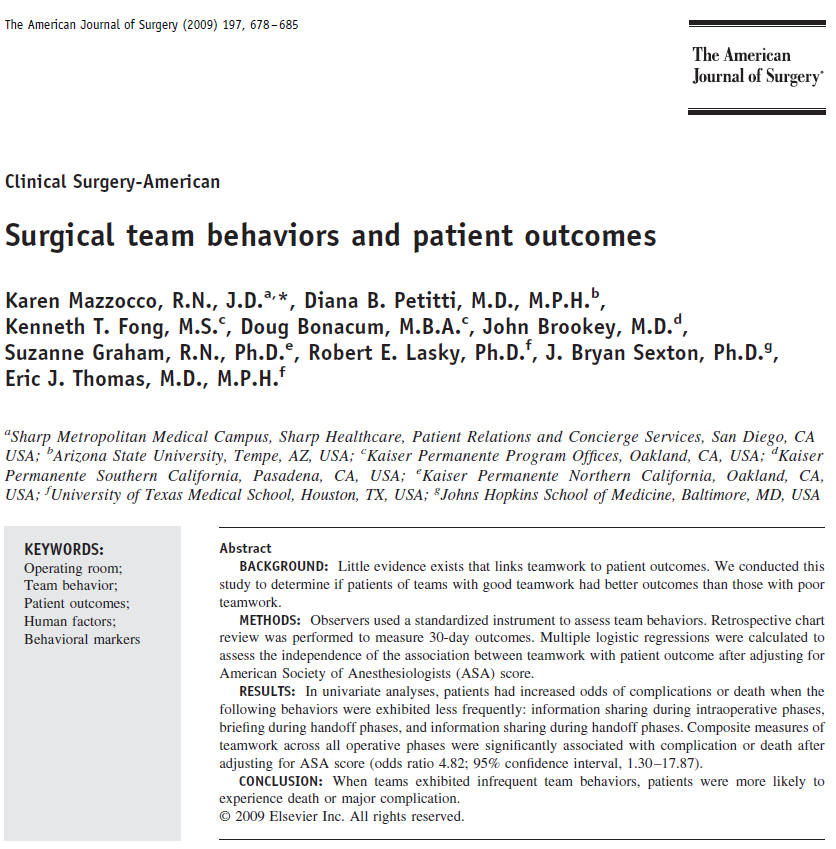 The American Journal of Surgery (2009) 197, 678–685
The American
Journal of Surgery®
Clinical Surgery-American
Surgical team behaviors and patient outcomes
Karen Mazzocco, R.N., J.D.a,*, Diana B. Petitti, M.D., M.P.H.b,
Kenneth T. Fong, M.S.c, Doug Bonacum, M.B.A.c, John Brookey, M.D.d,
Suzanne Graham, R.N., Ph.D.e, Robert E. Lasky, Ph.D.f, J. Bryan Sexton, Ph.D.g,
Eric J. Thomas, M.D., M.P.H.f
aSharp Metropolitan Medical Campus, Sharp Healthcare, Patient Relations and Concierge Services, San Diego, CA
USA; bArizona State University, Tempe, AZ, USA; cKaiser Permanente Program Offices, Oakland, CA, USA; dKaiser
Permanente Southern California, Pasadena, CA, USA; eKaiser Permanente Northern California, Oakland, CA,
USA; fUniversity of Texas Medical School, Houston, TX, USA; gJohns Hopkins School of Medicine, Baltimore, MD, USA
KEYWORDS:
Operating room;
Team behavior;
Patient outcomes;
Human factors;
Behavioral markers
Abstract
BACKGROUND: Little evidence exists that links teamwork to patient outcomes. We conducted this
study to determine if patients of teams with good teamwork had better outcomes than those with poor
teamwork.
METHODS: Observers used a standardized instrument to assess team behaviors. Retrospective chart
review was performed to measure 30-day outcomes. Multiple logistic regressions were calculated to
assess the independence of the association between teamwork with patient outcome after adjusting for
American Society of Anesthesiologists (ASA) score.
RESULTS: In univariate analyses, patients had increased odds of complications or death when the
following behaviors were exhibited less frequently: information sharing during intraoperative phases,
briefing during handoff phases, and information sharing during handoff phases. Composite measures of
teamwork across all operative phases were significantly associated with complication or death after
adjusting for ASA score (odds ratio 4.82; 95% confidence interval, 1.30–17.87).
CONCLUSION: When teams exhibited infrequent team behaviors, patients were more likely to
experience death or major complication.
© 2009 Elsevier Inc. All rights reserved.